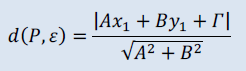 d(P, ε) = |Ax₁ + By₁ + Γ| / √(A² + B²)